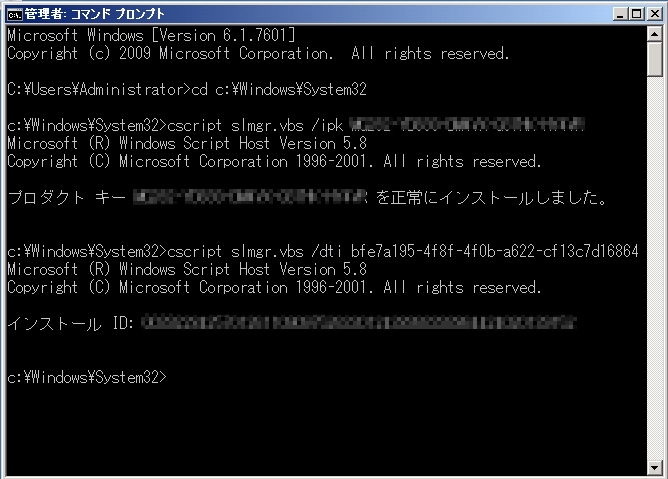 管理者: コマンド プロンプト
Microsoft Windows [Version 6.1.7601]
Copyright (c) 2009 Microsoft Corporation.  All rights reserved.
C:¥Users¥Administrator>cd c:¥Windows¥System32
c:¥Windows¥System32>cscript slmgr.vbs /ipk
Microsoft (R) Windows Script Host Version 5.8
Copyright (C) Microsoft Corporation 1996-2001. All rights reserved.
プロダクト キー を正常にインストールしました。
c:¥Windows¥System32>cscript slmgr.vbs /dti bfe7a195-4f8f-4f0b-a622-cf13c7d16864
Microsoft (R) Windows Script Host Version 5.8
Copyright (C) Microsoft Corporation 1996-2001. All rights reserved.
インストール ID:
c:¥Windows¥System32>